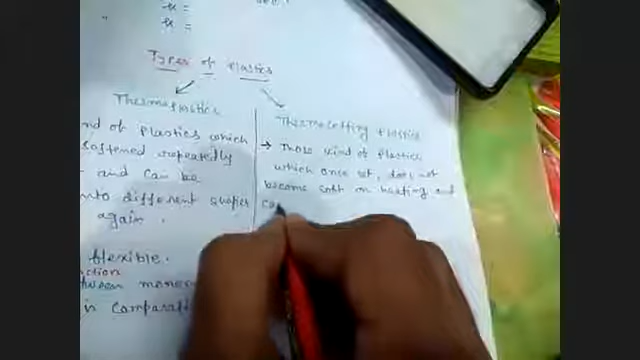 Types of Plastics
Thermoplastics
nd of Plastics which
softened repeatedly
and can be
nto different shapes
again.
flexible.
ction
tween mono
in comparati
Thermosetting Plastics
→ Those kind of Plastics
which once set, does not
become soft on heating and
ca